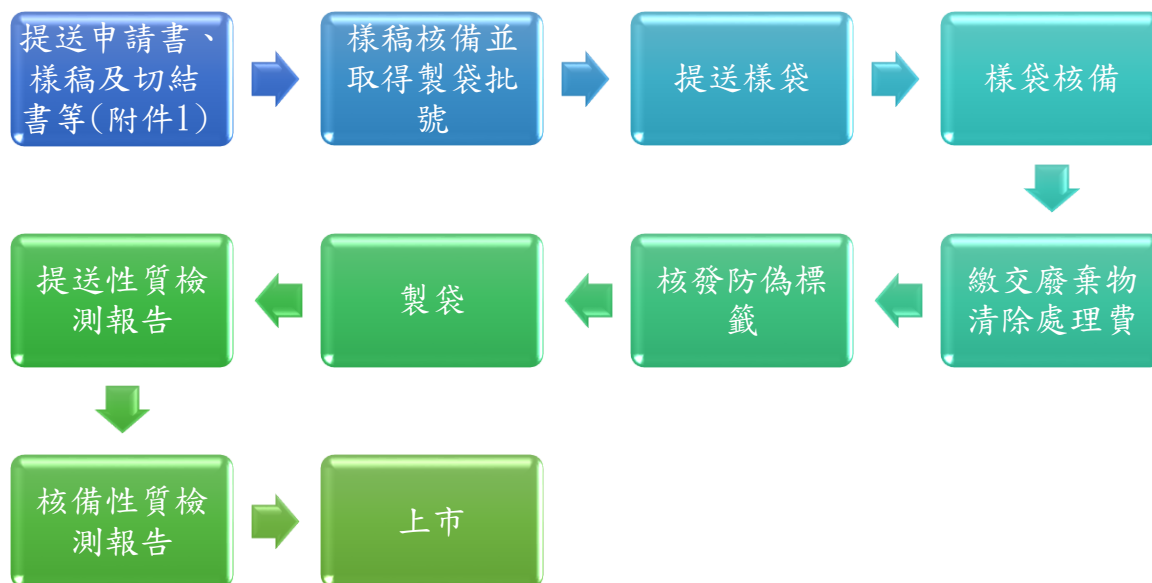 提送申請書、
樣稿及切結
書等(附件1)
樣稿核備並
取得製袋批
號
提送樣袋
樣袋核備
繳交廢棄物
清除處理費
核發防偽標
籤
製袋
提送性質檢
測報告
核備性質檢
測報告
上市